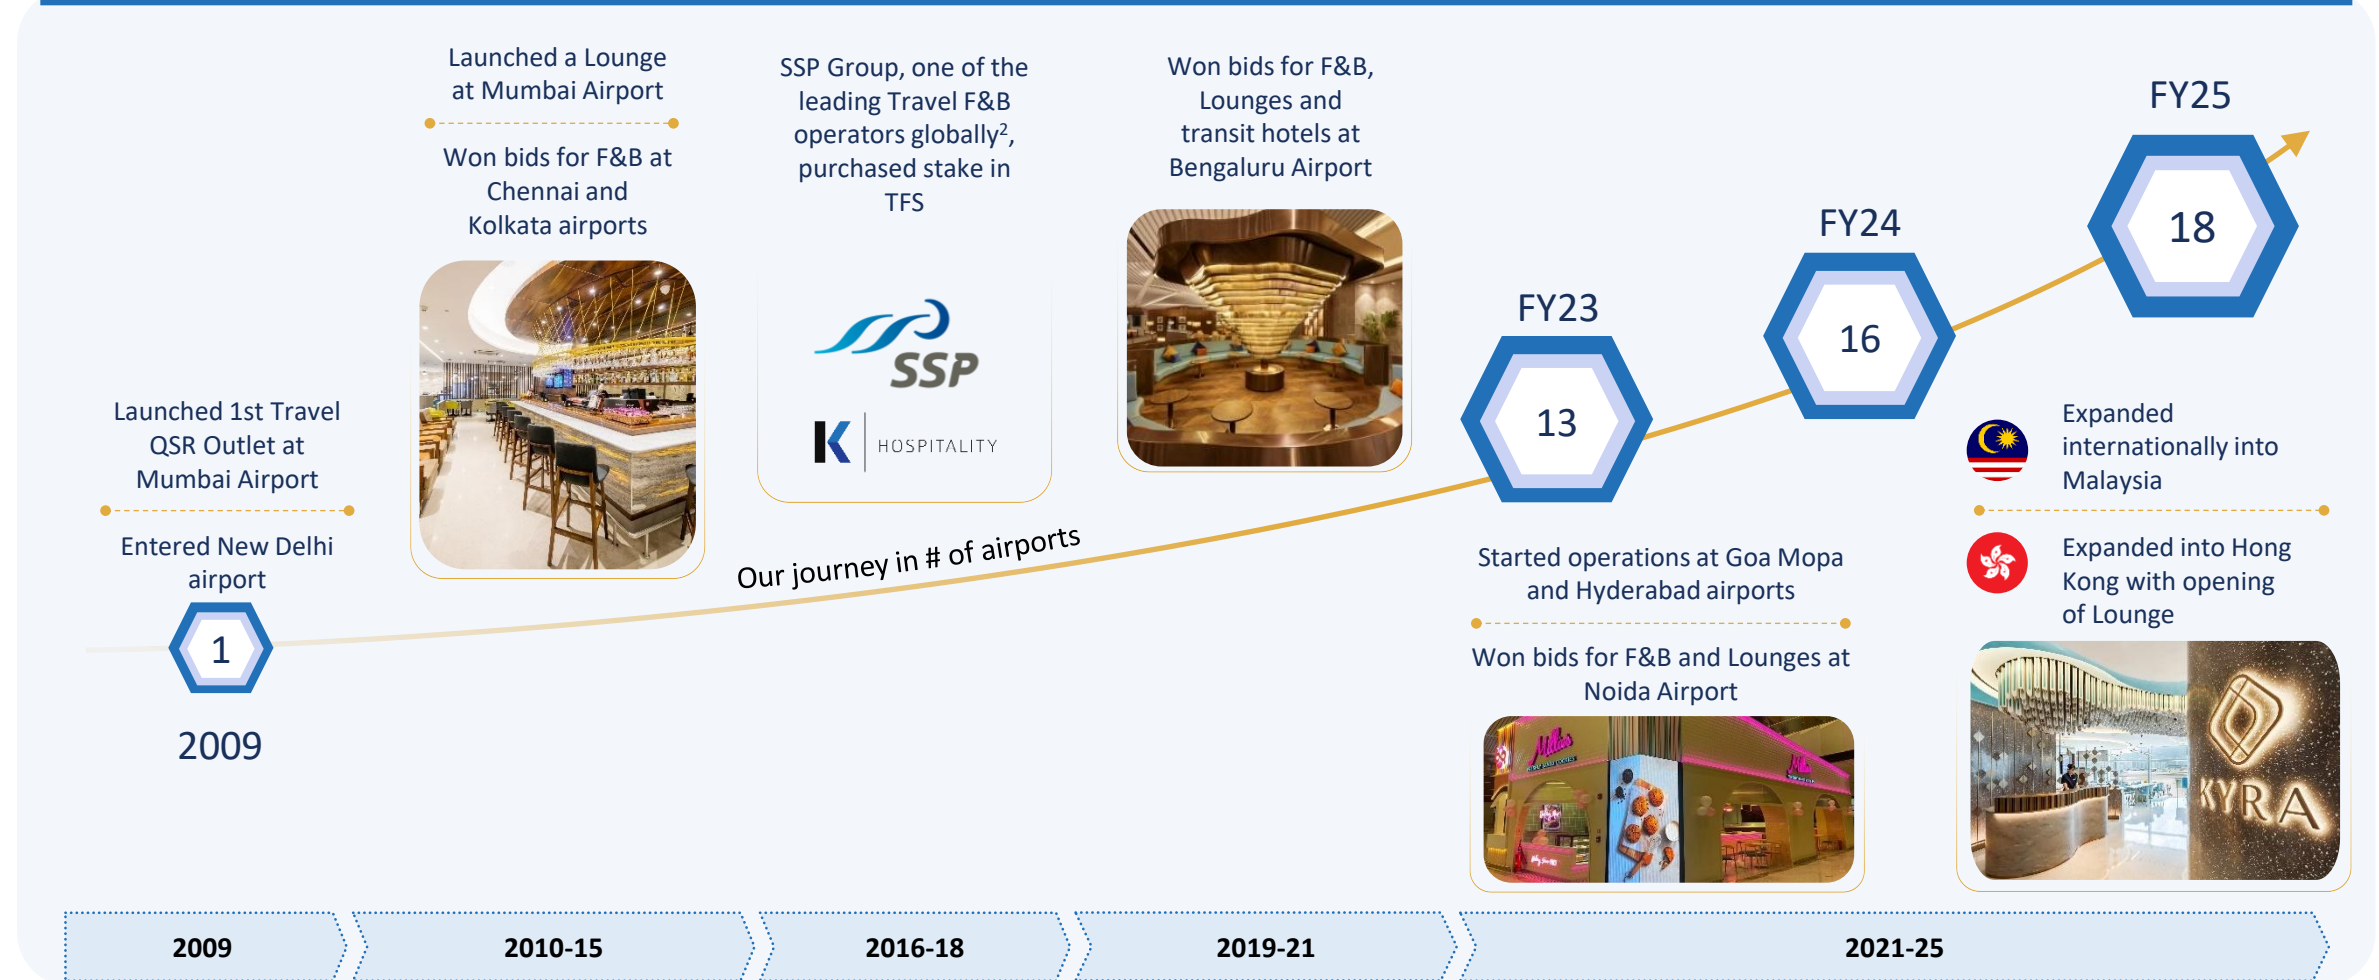 Launched 1st Travel
QSR Outlet at
Mumbai Airport
Entered New Delhi
airport
1
2009
Launched a Lounge
at Mumbai Airport
Won bids for F&B at
Chennai and
Kolkata airports
SSP Group, one of the
leading Travel F&B
operators globally²,
purchased stake in
TFS
SSP
K HOSPITALITY
Our journey in # of airports
Won bids for F&B,
Lounges and
transit hotels at
Bengaluru Airport
FY23
13
Started operations at Goa Mopa
and Hyderabad airports
Won bids for F&B and Lounges at
Noida Airport
Millie's
FY24
16
FY25
18
Expanded
internationally into
Malaysia
Expanded into Hong
Kong with opening
of Lounge
KYRA
2009
2010-15
2016-18
2019-21
2021-25